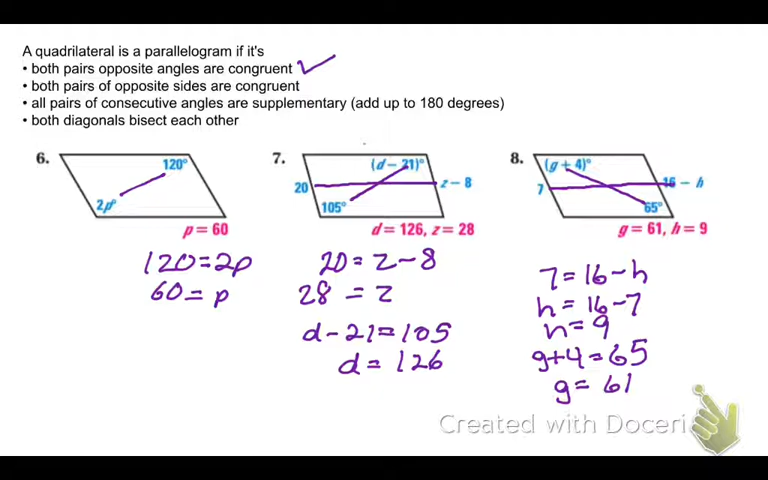 A quadrilateral is a parallelogram if it's
• both pairs opposite angles are congruent
• both pairs of opposite sides are congruent
• all pairs of consecutive angles are supplementary (add up to 180 degrees)
• both diagonals bisect each other
6.
120°
2p°
p = 60
120 = 2p
60 = p
7.
(d – 21)°
20
z – 8
105°
d = 126, z = 28
20 = z – 8
28 = z
d – 21 = 105
d = 126
8.
(g + 4)°
7
16 – h
65°
g = 61, h = 9
7 = 16 – h
h = 16 – 7
h = 9
g + 4 = 65
g = 61
Created with Doceri